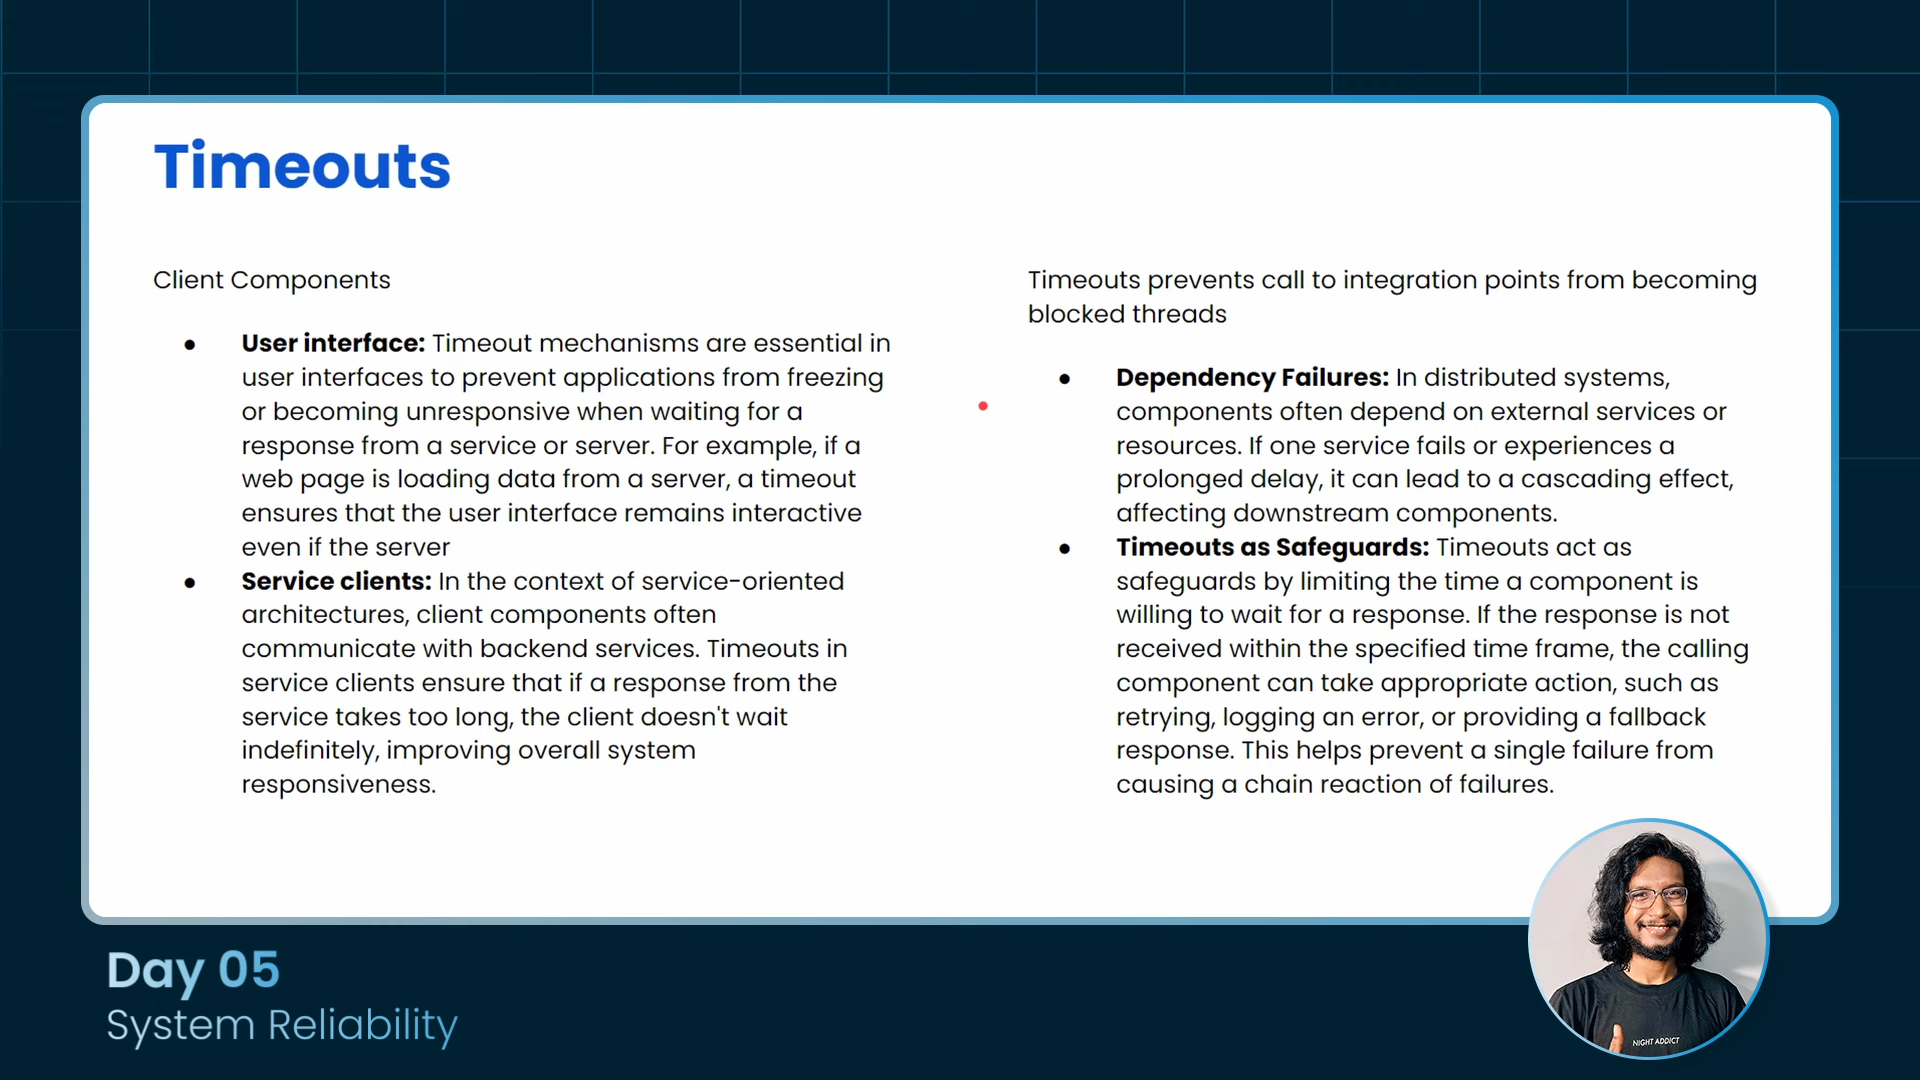 Timeouts
Client Components
● User interface: Timeout mechanisms are essential in
user interfaces to prevent applications from freezing
or becoming unresponsive when waiting for a
response from a service or server. For example, if a
web page is loading data from a server, a timeout
ensures that the user interface remains interactive
even if the server
● Service clients: In the context of service-oriented
architectures, client components often
communicate with backend services. Timeouts in
service clients ensure that if a response from the
service takes too long, the client doesn't wait
indefinitely, improving overall system
responsiveness.
Timeouts prevents call to integration points from becoming
blocked threads
● Dependency Failures: In distributed systems,
components often depend on external services or
resources. If one service fails or experiences a
prolonged delay, it can lead to a cascading effect,
affecting downstream components.
● Timeouts as Safeguards: Timeouts act as
safeguards by limiting the time a component is
willing to wait for a response. If the response is not
received within the specified time frame, the calling
component can take appropriate action, such as
retrying, logging an error, or providing a fallback
response. This helps prevent a single failure from
causing a chain reaction of failures.
NIGHT ADDICT
Day 05
System Reliability